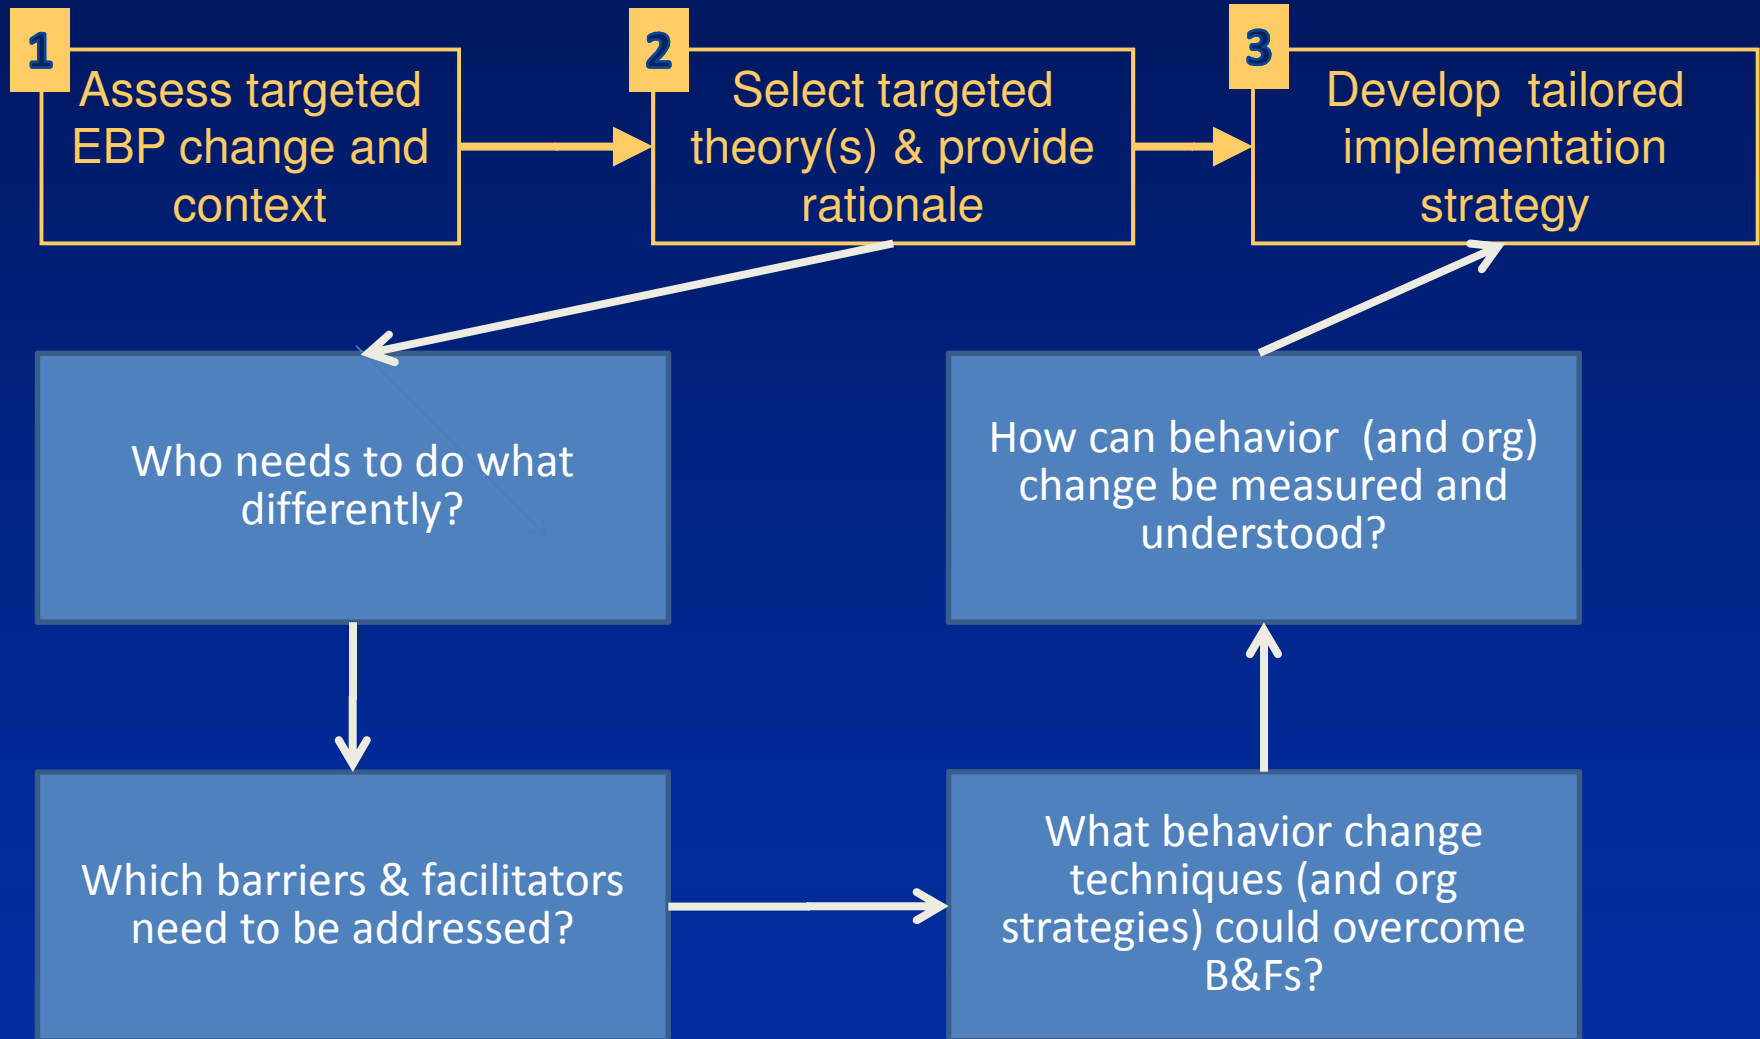 1
Assess targeted
EBP change and
context
2
Select targeted
theory(s) & provide
rationale
3
Develop tailored
implementation
strategy
Who needs to do what
differently?
How can behavior (and org)
change be measured and
understood?
Which barriers & facilitators
need to be addressed?
What behavior change
techniques (and org
strategies) could overcome
B&Fs?